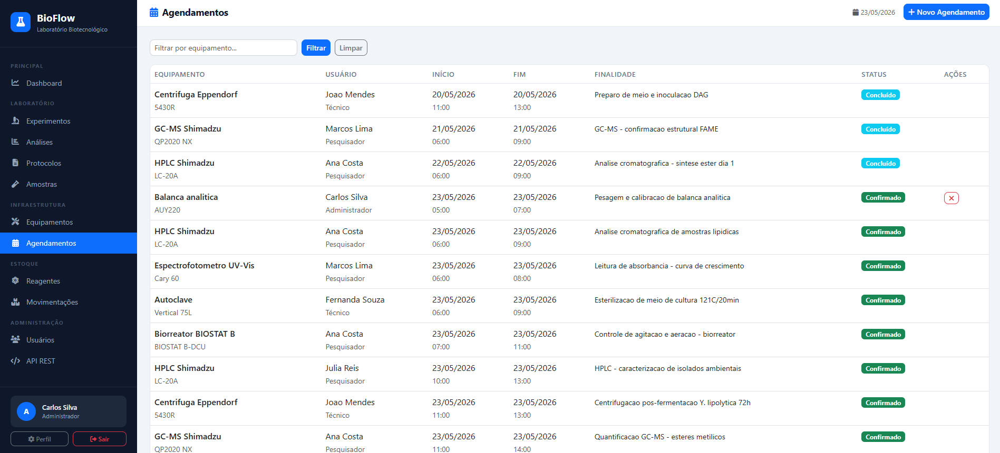 BioFlow
Laboratório Biotecnológico
PRINCIPAL
Dashboard
LABORATÓRIO
Experimentos
Análises
Protocolos
Amostras
INFRAESTRUTURA
Equipamentos
Agendamentos
ESTOQUE
Reagentes
Movimentações
ADMINISTRAÇÃO
Usuários
API REST
A
Carlos Silva
Administrador
Perfil
Sair
Agendamentos
23/05/2026
+ Novo Agendamento
Filtrar por equipamento...
Filtrar
Limpar
EQUIPAMENTO USUÁRIO INÍCIO FIM FINALIDADE STATUS AÇÕES
Centrifuga Eppendorf Joao Mendes 20/05/2026 20/05/2026 Preparo de meio e inoculacao DAG Concluído
5430R Técnico 11:00 13:00
GC-MS Shimadzu Marcos Lima 21/05/2026 21/05/2026 GC-MS - confirmacao estrutural FAME Concluído
QP2020 NX Pesquisador 06:00 09:00
HPLC Shimadzu Ana Costa 22/05/2026 22/05/2026 Analise cromatografica - sintese ester dia 1 Concluído
LC-20A Pesquisador 06:00 09:00
Balanca analitica Carlos Silva 23/05/2026 23/05/2026 Pesagem e calibracao de balanca analitica Confirmado
AUY220 Administrador 05:00 07:00
HPLC Shimadzu Ana Costa 23/05/2026 23/05/2026 Analise cromatografica de amostras lipidicas Confirmado
LC-20A Pesquisador 06:00 09:00
Espectrofotometro UV-Vis Marcos Lima 23/05/2026 23/05/2026 Leitura de absorbancia - curva de crescimento Confirmado
Cary 60 Pesquisador 06:00 08:00
Autoclave Fernanda Souza 23/05/2026 23/05/2026 Esterilizacao de meio de cultura 121C/20min Confirmado
Vertical 75L Técnico 06:00 09:00
Biorreator BIOSTAT B Ana Costa 23/05/2026 23/05/2026 Controle de agitacao e aeracao - biorreator Confirmado
BIOSTAT B-DCU Pesquisador 07:00 11:00
HPLC Shimadzu Julia Reis 23/05/2026 23/05/2026 HPLC - caracterizacao de isolados ambientais Confirmado
LC-20A Pesquisador 10:00 13:00
Centrifuga Eppendorf Joao Mendes 23/05/2026 23/05/2026 Centrifugacao pos-fermentacao Y. lipolytica 72h Confirmado
5430R Técnico 11:00 13:00
GC-MS Shimadzu Ana Costa 23/05/2026 23/05/2026 Quantificacao GC-MS - esteres metilicos Confirmado
QP2020 NX Pesquisador 11:00 14:00